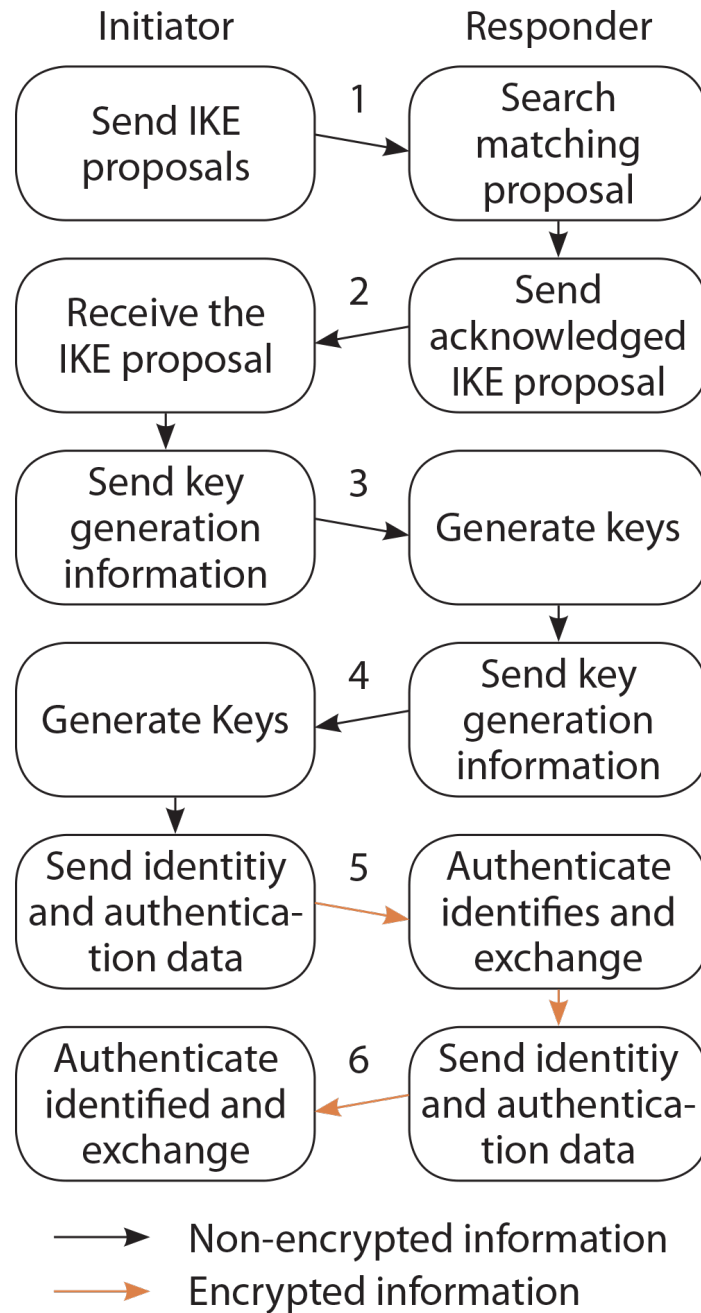 Initiator
Responder
Send IKE
proposals
1
Search
matching
proposal
Receive the
IKE proposal
2
Send
acknowledged
IKE proposal
Send key
generation
information
3
Generate keys
Generate Keys
4
Send key
generation
information
Send identitiy
and authentica-
tion data
5
Authenticate
identifies and
exchange
Authenticate
identified and
exchange
6
Send identitiy
and authentica-
tion data
Non-encrypted information
Encrypted information